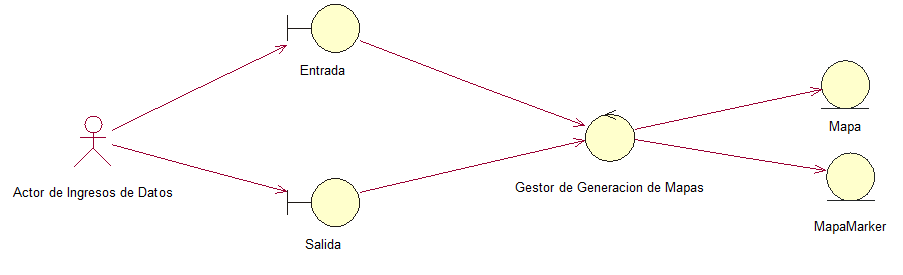 Entrada
Mapa
Actor de Ingresos de Datos
Gestor de Generacion de Mapas
MapaMarker
Salida